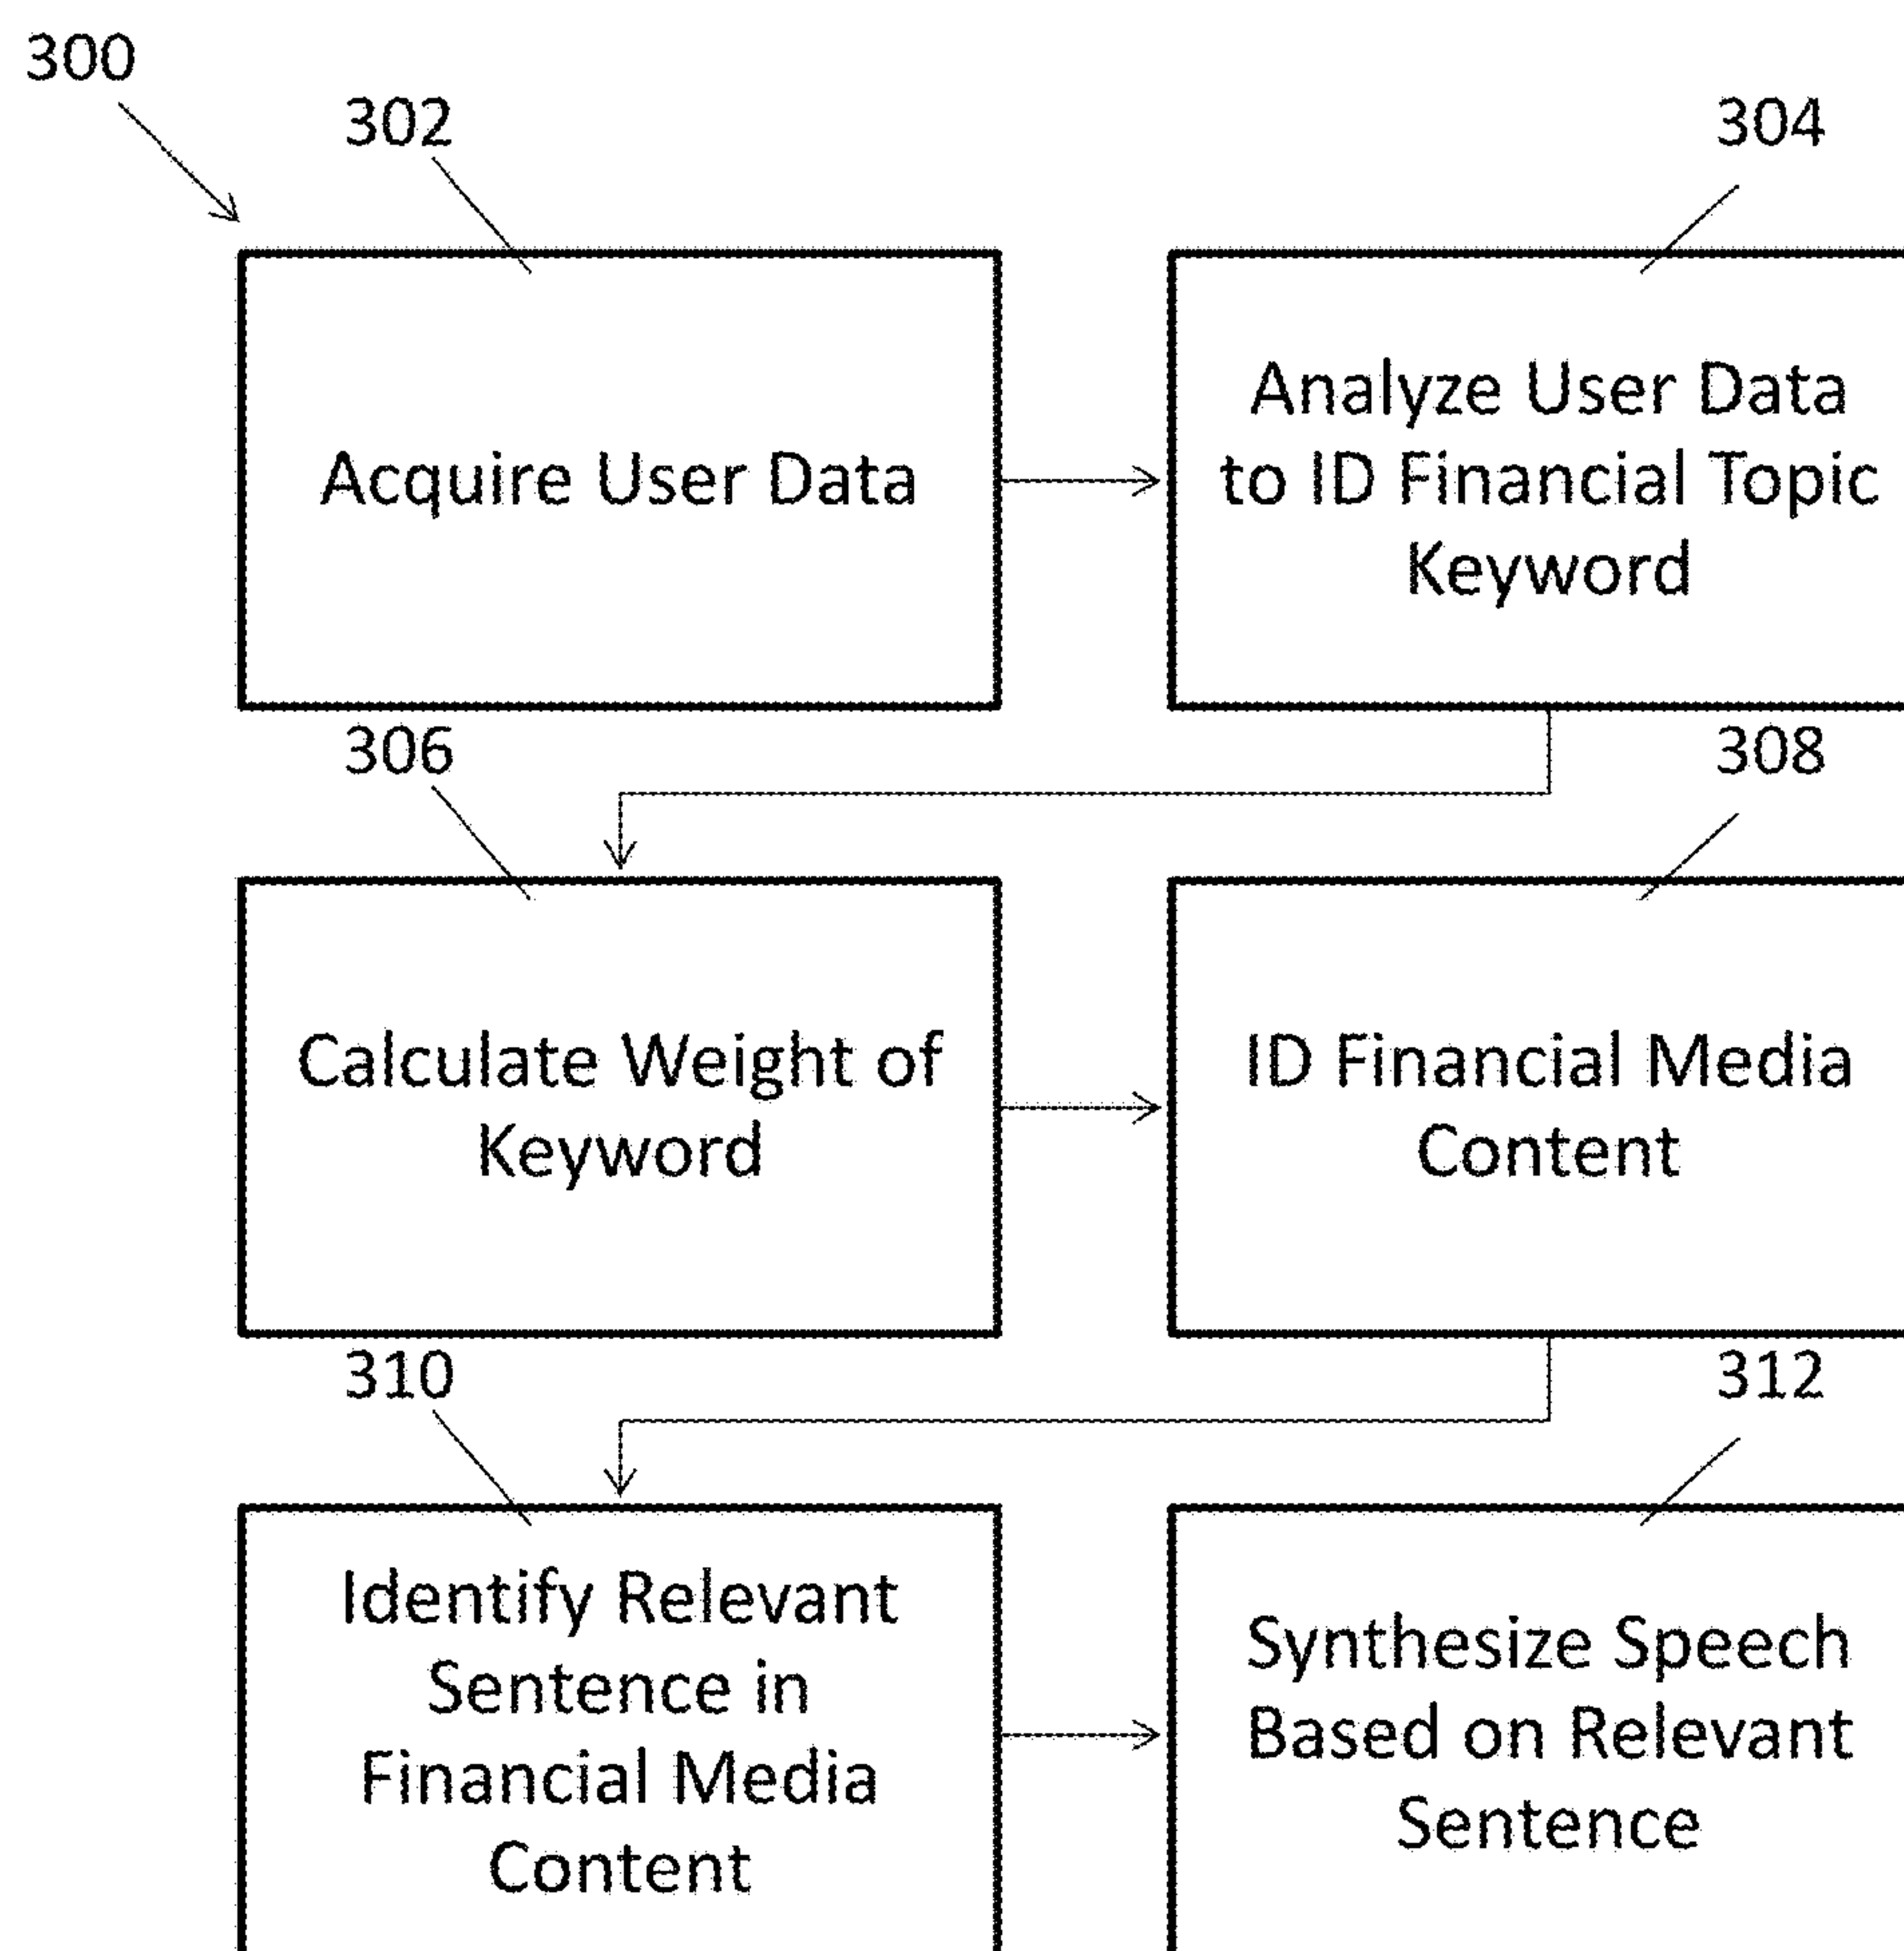 300
302
304
Acquire User Data
Analyze User Data
to ID Financial Topic
Keyword
306
308
Calculate Weight of
Keyword
ID Financial Media
Content
310
312
Identify Relevant
Sentence in
Financial Media
Content
Synthesize Speech
Based on Relevant
Sentence